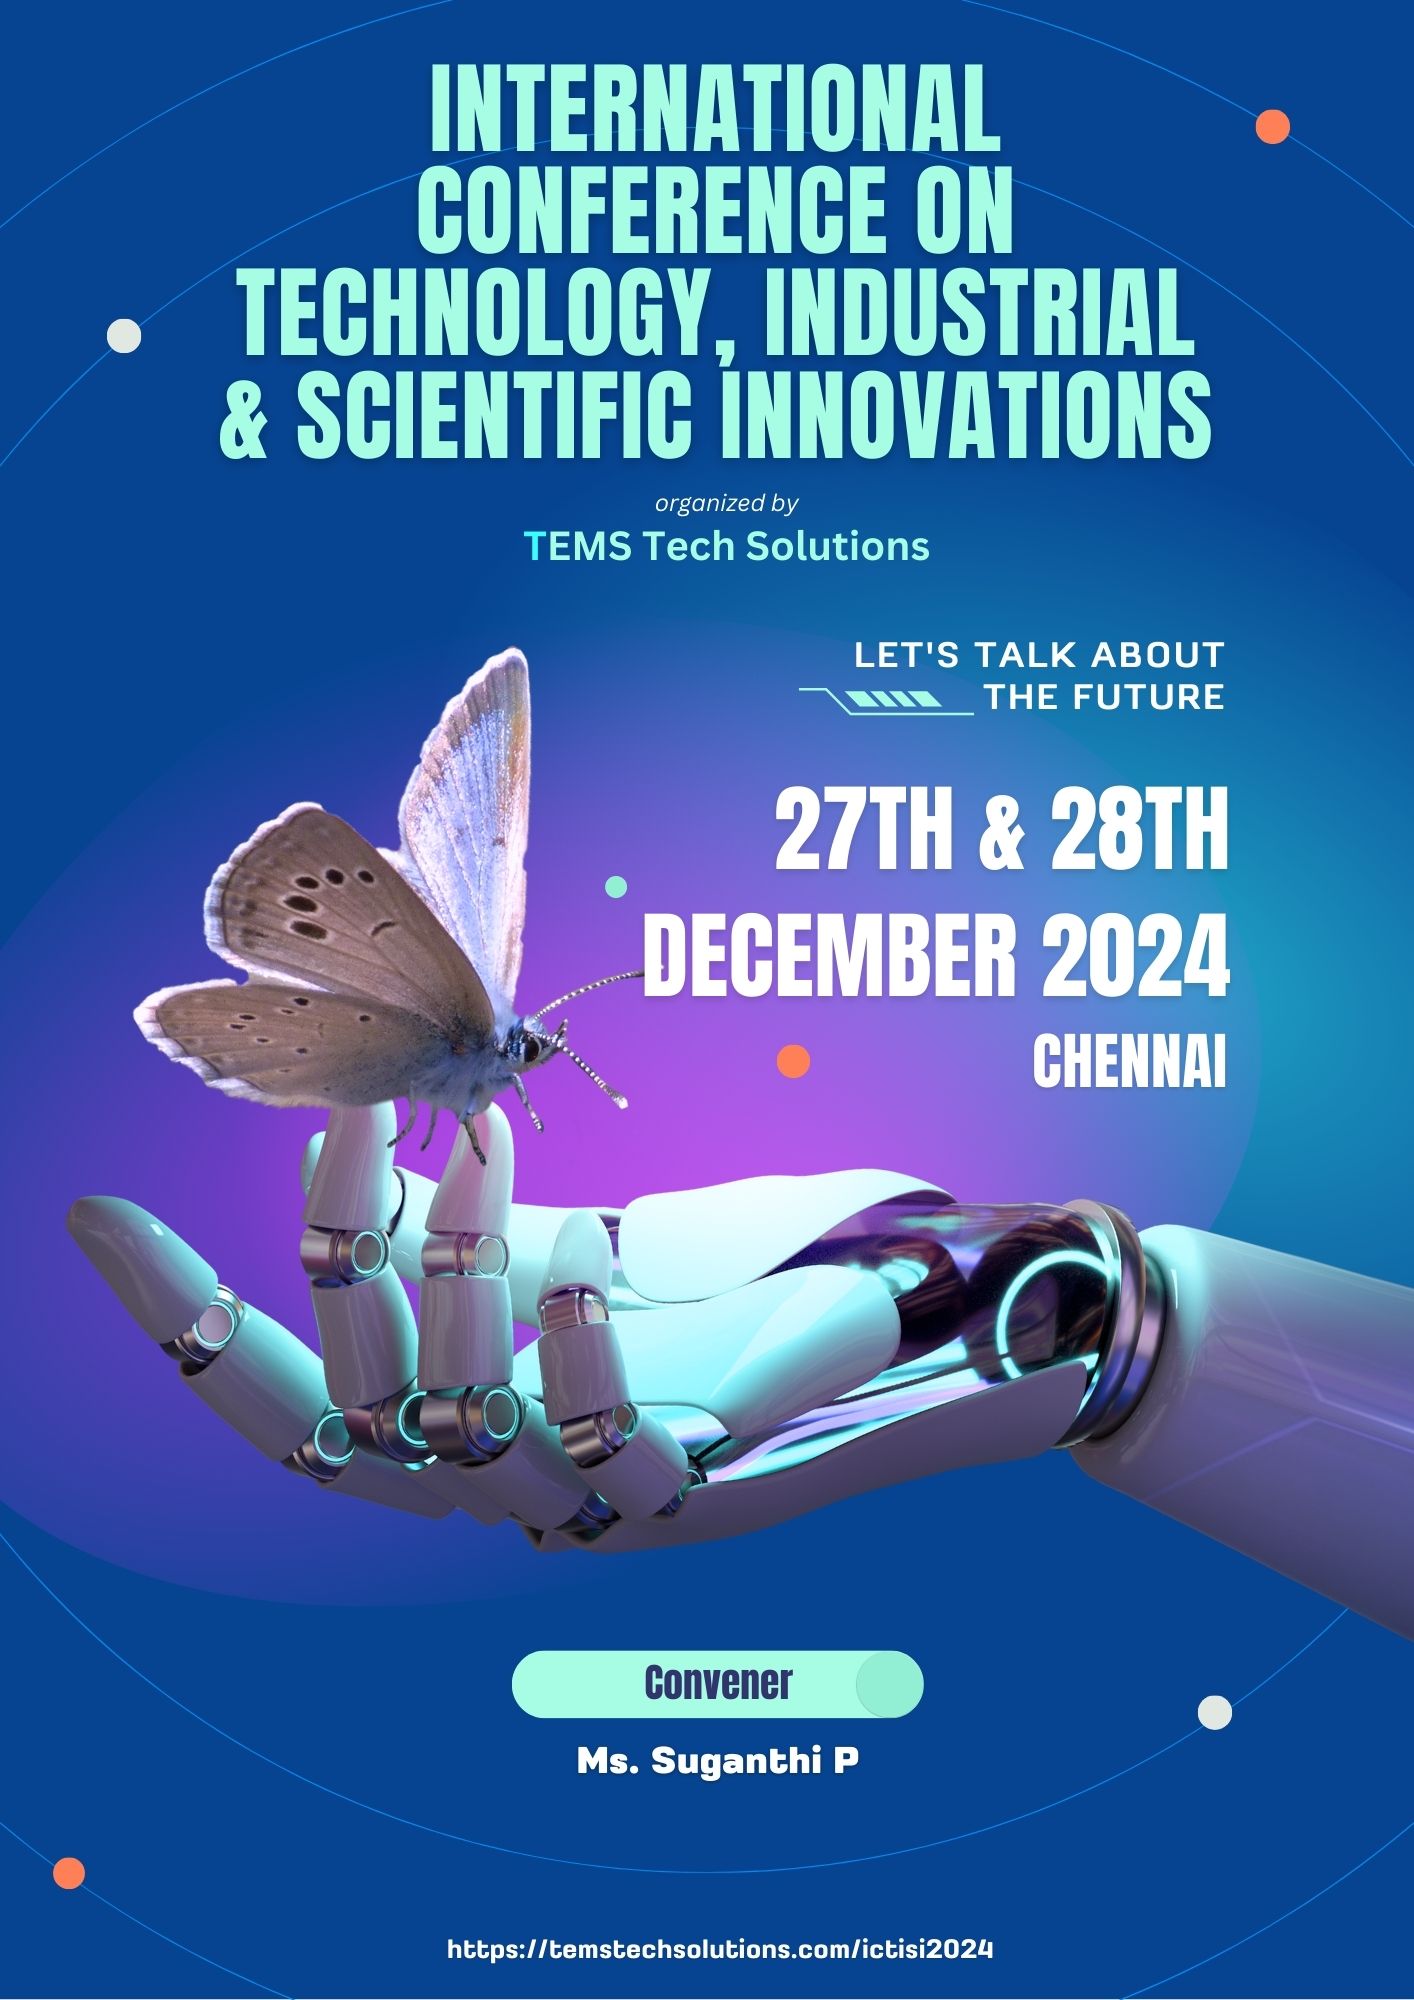 INTERNATIONAL
CONFERENCE ON
TECHNOLOGY, INDUSTRIAL
& SCIENTIFIC INNOVATIONS
organized by
TEMS Tech Solutions
LET'S TALK ABOUT
THE FUTURE
27TH & 28TH
DECEMBER 2024
CHENNAI
Convener
Ms. Suganthi P
https://temstechsolutions.com/ictisi2024